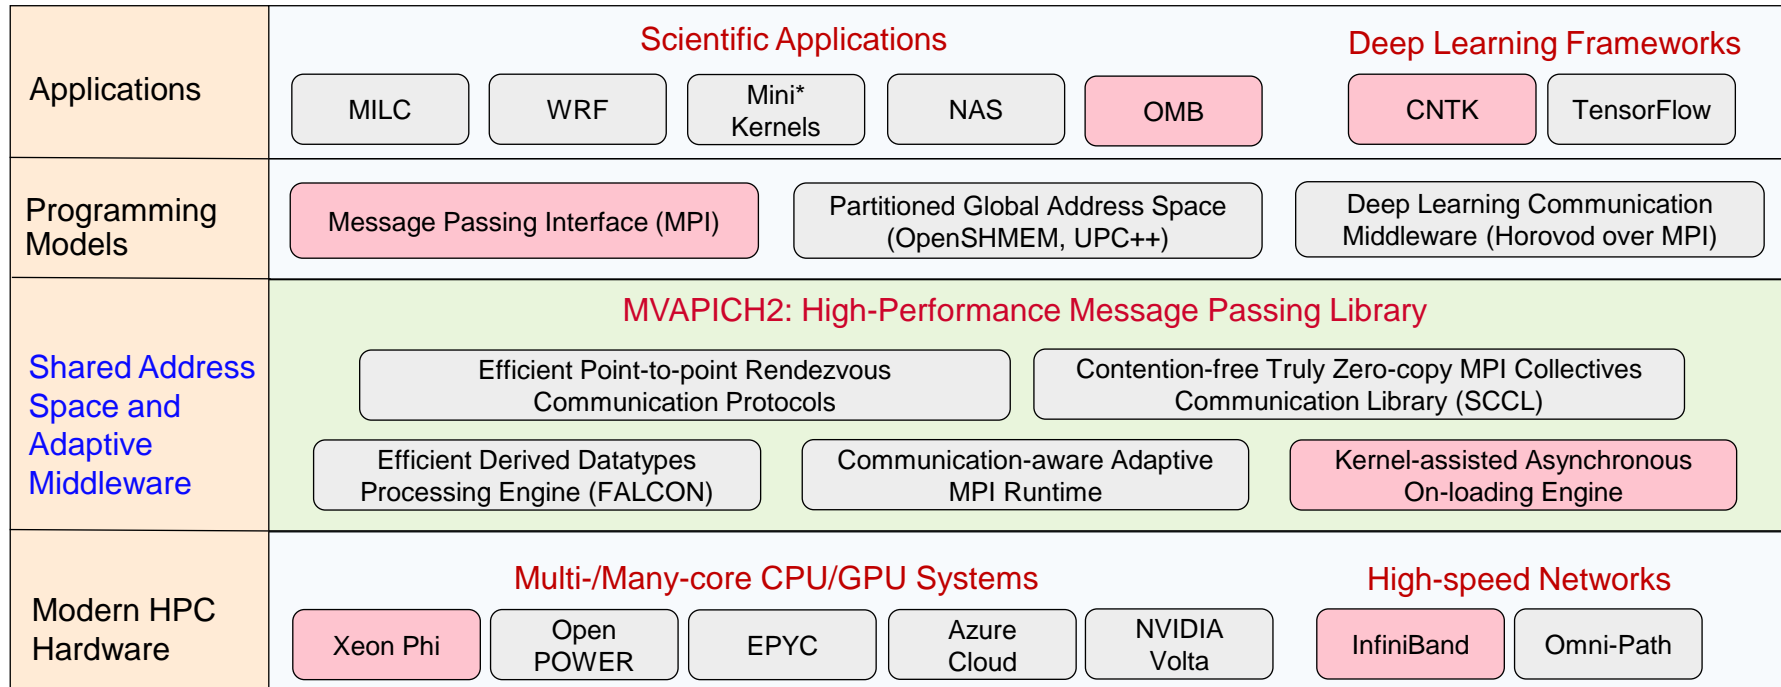 Applications
Scientific Applications
Deep Learning Frameworks
MILC
WRF
Mini*
Kernels
NAS
OMB
CNTK
TensorFlow
Programming
Models
Message Passing Interface (MPI)
Partitioned Global Address Space
(OpenSHMEM, UPC++)
Deep Learning Communication
Middleware (Horovod over MPI)
Shared Address
Space and
Adaptive
Middleware
MVAPICH2: High-Performance Message Passing Library
Efficient Point-to-point Rendezvous
Communication Protocols
Contention-free Truly Zero-copy MPI Collectives
Communication Library (SCCL)
Efficient Derived Datatypes
Processing Engine (FALCON)
Communication-aware Adaptive
MPI Runtime
Kernel-assisted Asynchronous
On-loading Engine
Modern HPC
Hardware
Multi-/Many-core CPU/GPU Systems
High-speed Networks
Xeon Phi
Open
POWER
EPYC
Azure
Cloud
NVIDIA
Volta
InfiniBand
Omni-Path